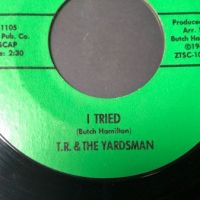 1105
Pub. Co.
SCAP
e: 2:30
Produced
Arr.
Butch Ha
©19
ZTSC-10
I TRIED
(Butch Hamilton)
T.R. & THE YARDSMAN